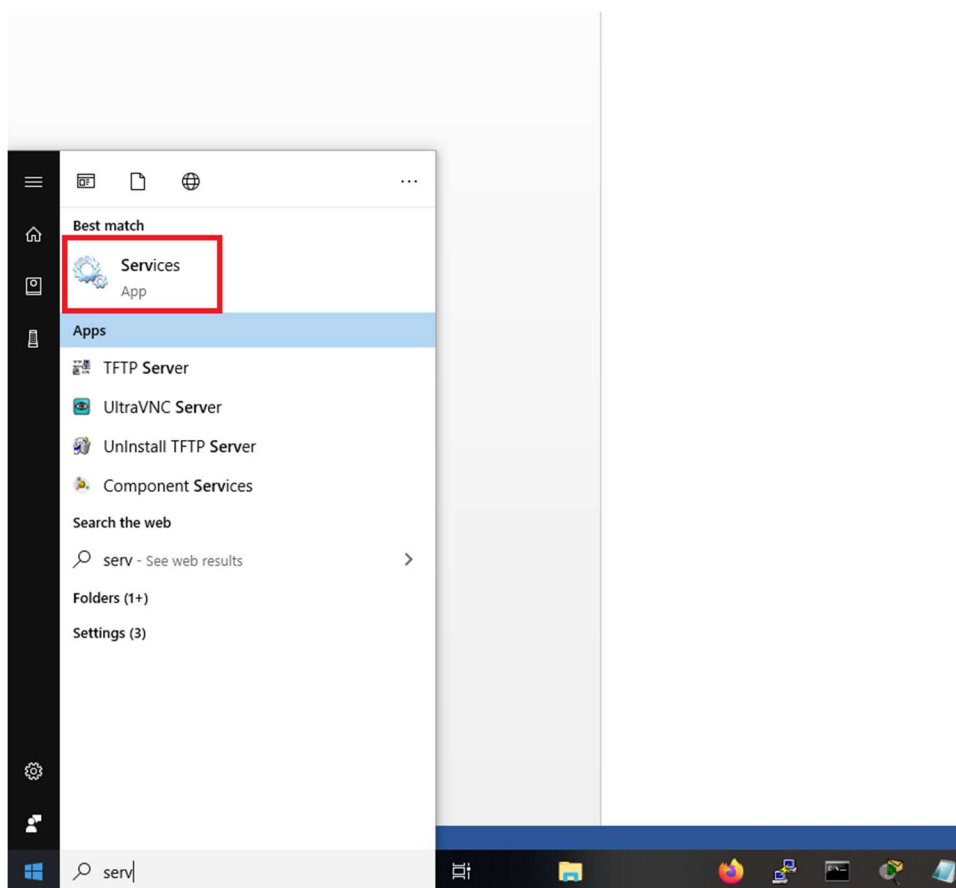 ...
Best match
Services
App
Apps
TFTP Server
UltraVNC Server
UnInstall TFTP Server
Component Services
Search the web
serv - See web results
Folders (1+)
Settings (3)
serv